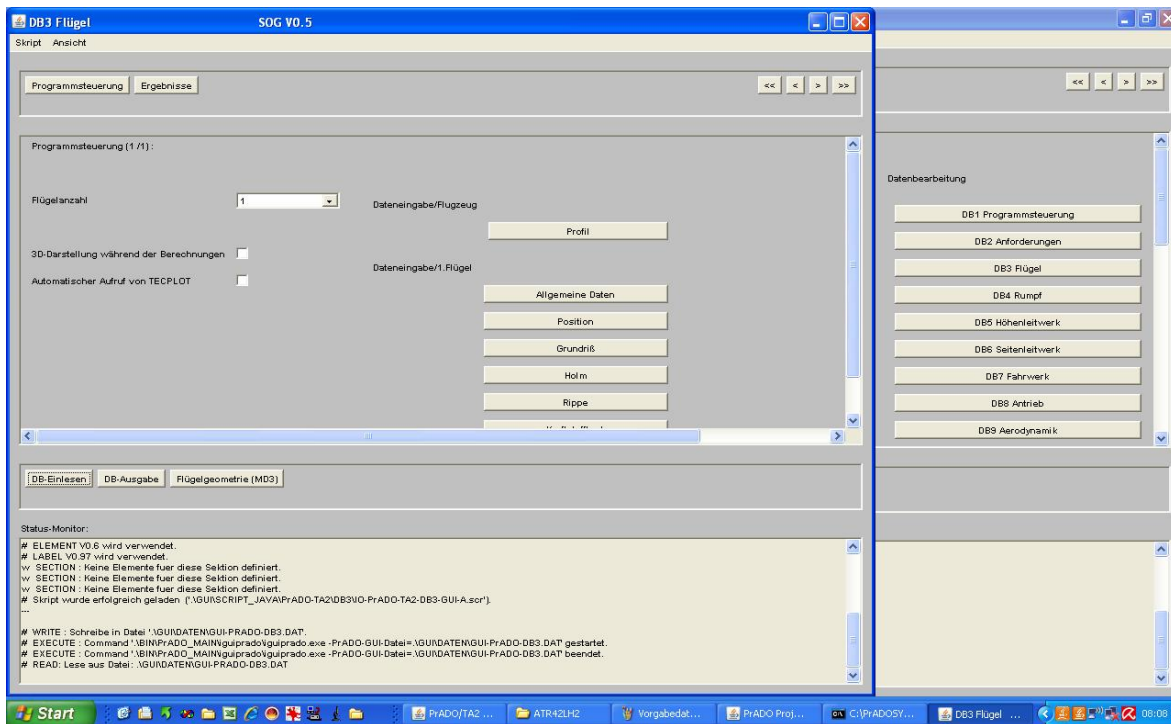 DB3 Flügel SOG V0.5
Skript Ansicht
Programmsteuerung Ergebnisse << < > >>
<< < > >>
Programmsteuerung (1 /1) :
Flügelanzahl 1
Dateneingabe/Flugzeug
Profil
3D-Darstellung während der Berechnungen
Dateneingabe/1.Flügel
Automatischer Aufruf von TECPLOT
Allgemeine Daten
Position
Grundriß
Holm
Rippe
Datenbearbeitung
DB1 Programmsteuerung
DB2 Anforderungen
DB3 Flügel
DB4 Rumpf
DB5 Höhenleitwerk
DB6 Seitenleitwerk
DB7 Fahrwerk
DB8 Antrieb
DB9 Aerodynamik
DB-Einlesen DB-Ausgabe Flügelgeometrie (MD3)
Status-Monitor:
# ELEMENT V0.6 wird verwendet.
# LABEL V0.97 wird verwendet.
w SECTION : Keine Elemente fuer diese Sektion definiert.
w SECTION : Keine Elemente fuer diese Sektion definiert.
w SECTION : Keine Elemente fuer diese Sektion definiert.
# Skript wurde erfolgreich geladen ('.\GUI\SCRIPT_JAVA\PrADO-TA2\DB3\IO-PrADO-TA2-DB3-GUI-A.scr').
---
# WRITE : Schreibe in Datei '.\GUI\DATEN\GUI-PRADO-DB3.DAT'.
# EXECUTE : Command '.\BIN\PrADO_MAIN\iguiprado\iguiprado.exe -PrADO-GUI-Datei=.\GUI\DATEN\GUI-PRADO-DB3.DAT' gestartet.
# EXECUTE : Command '.\BIN\PrADO_MAIN\iguiprado\iguiprado.exe -PrADO-GUI-Datei=.\GUI\DATEN\GUI-PRADO-DB3.DAT' beendet.
# READ: Lese aus Datei: .\GUI\DATEN\GUI-PRADO-DB3.DAT
Start PrADO/TA2 ... ATR42LH2 Vorgabedat... PrADO Proj... C:\PrADOSY... DB3 Flügel ... 08:08